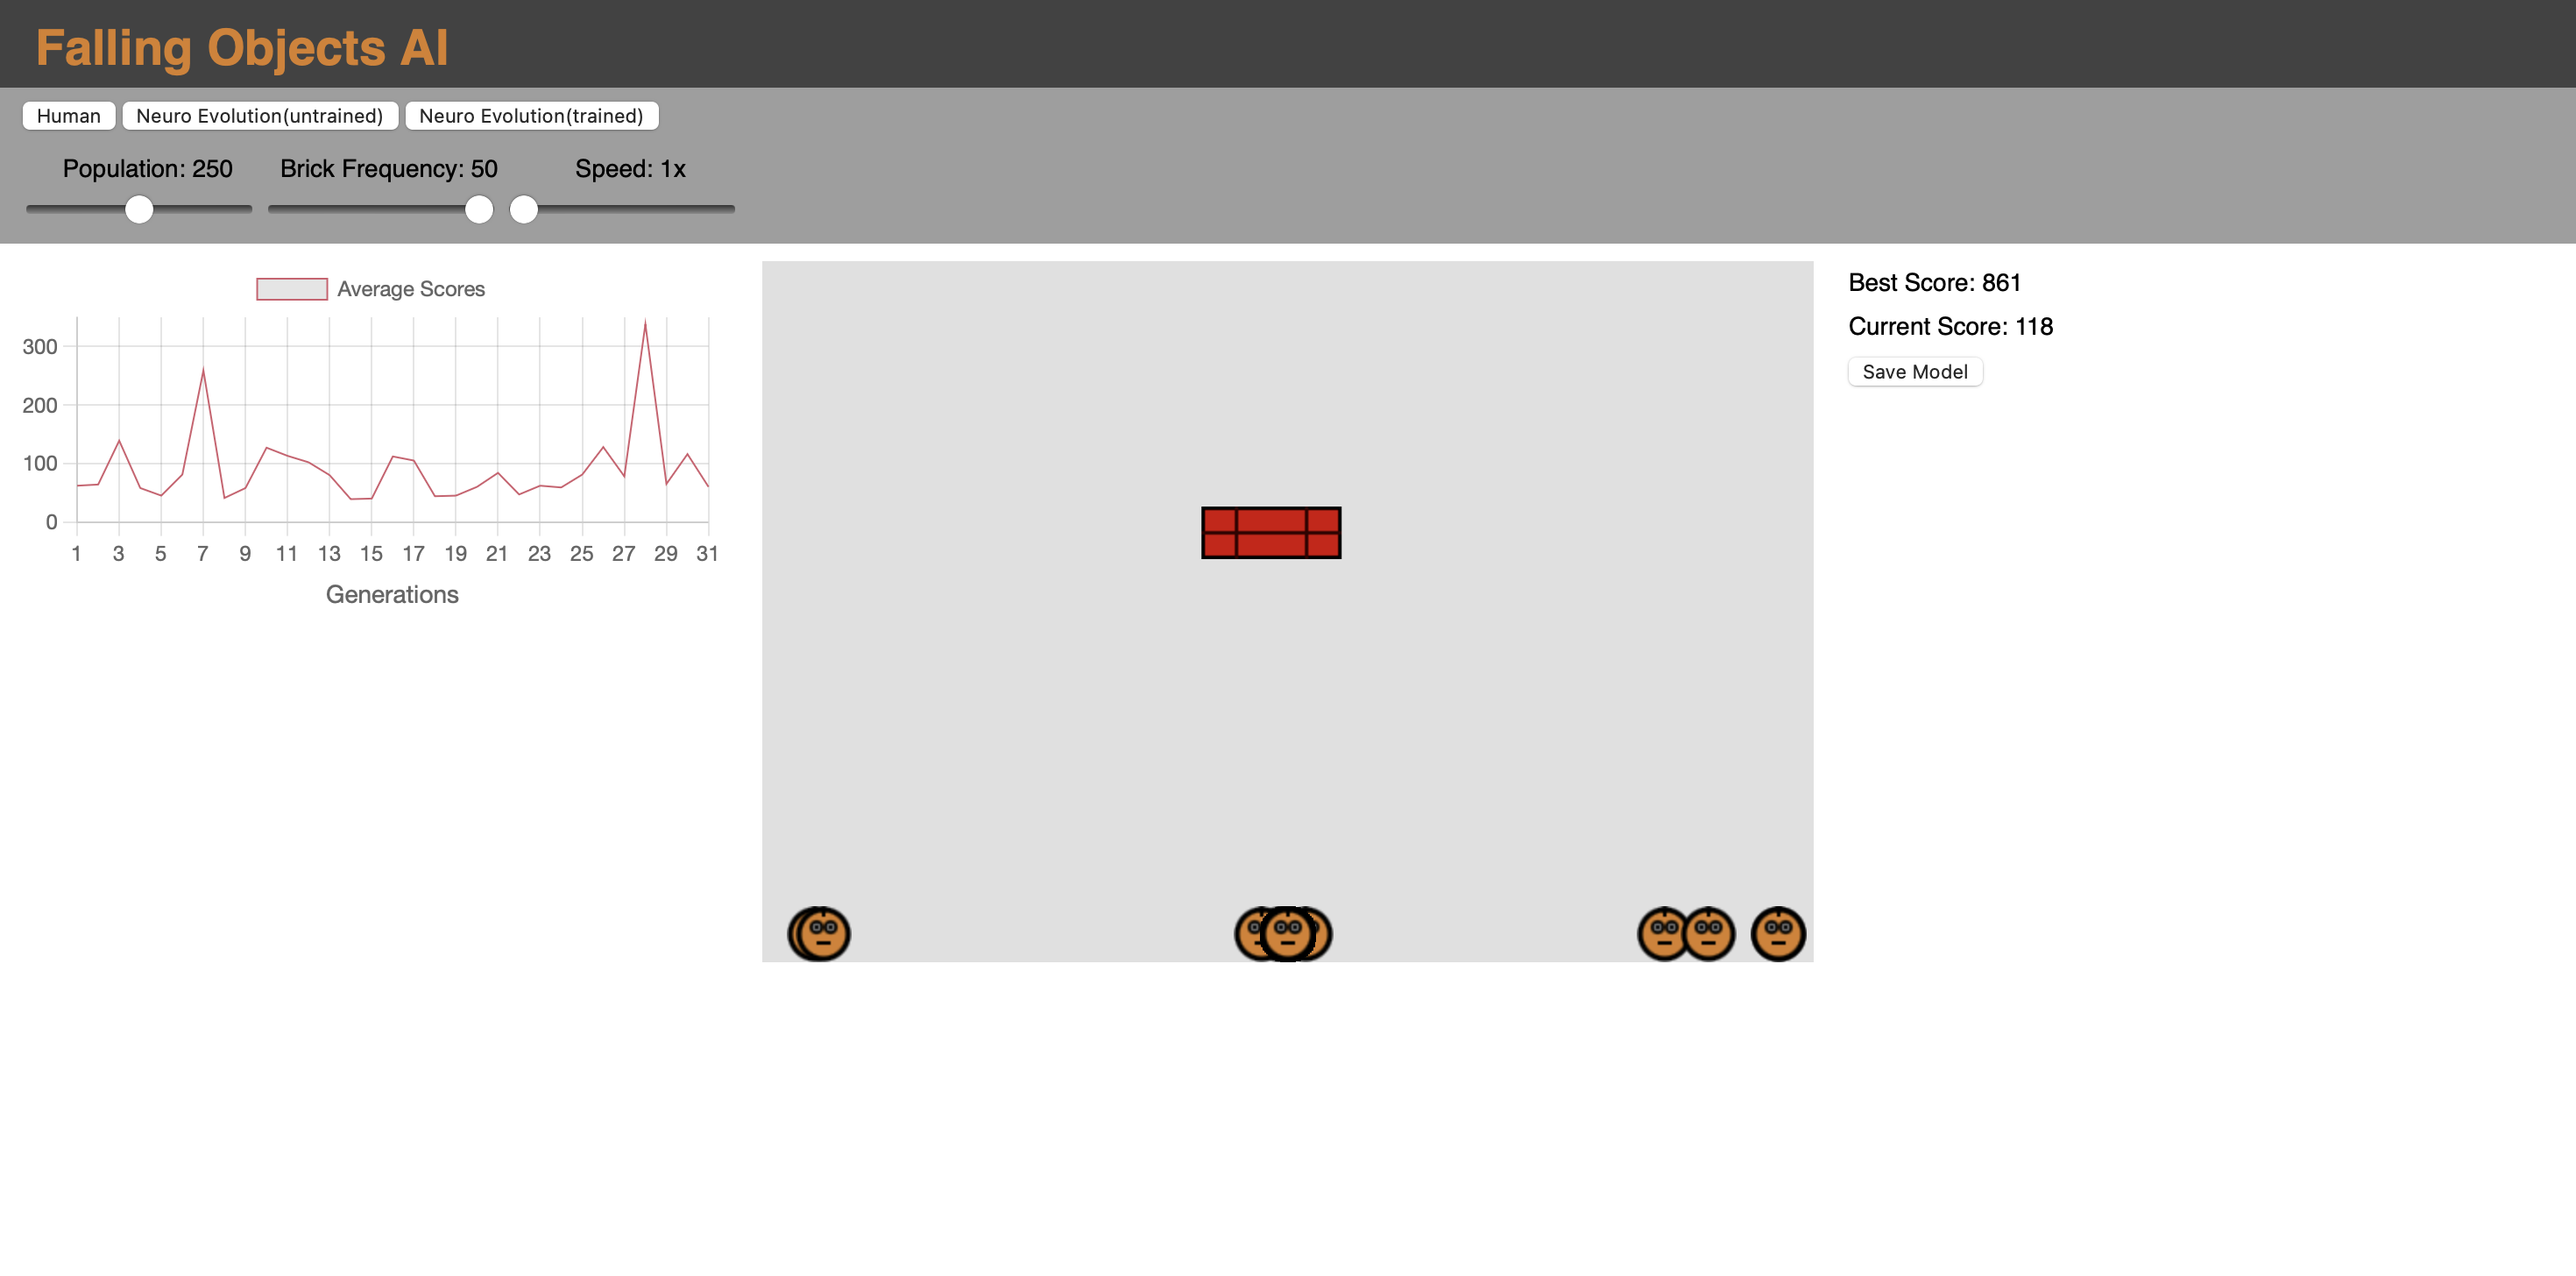 Falling Objects AI
Human Neuro Evolution(untrained) Neuro Evolution(trained)
Population: 250 Brick Frequency: 50 Speed: 1x
Average Scores
300
200
100
0
1 3 5 7 9 11 13 15 17 19 21 23 25 27 29 31
Generations
Best Score: 861
Current Score: 118
Save Model